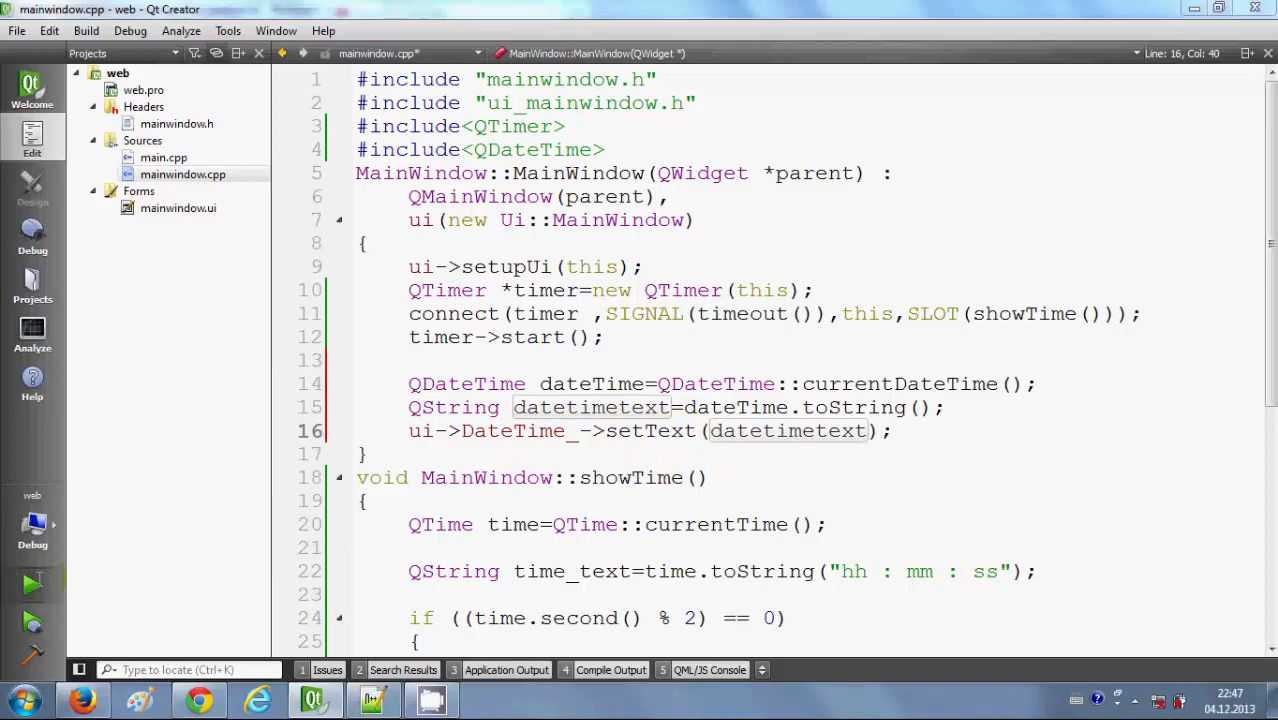 mainwindow.cpp - web - Qt Creator
File Edit Build Debug Analyze Tools Window Help
Projects mainwindow.cpp* MainWindow::MainWindow(QWidget *) Line: 16, Col: 40
Welcome
Edit
Design
Debug
Projects
Analyze
Help
web
Debug
web
web.pro
Headers
mainwindow.h
Sources
main.cpp
mainwindow.cpp
Forms
mainwindow.ui
1 #include "mainwindow.h"
2 #include "ui_mainwindow.h"
3 #include<QTimer>
4 #include<QDateTime>
5 MainWindow::MainWindow(QWidget *parent) :
6 QMainWindow(parent),
7 ui(new Ui::MainWindow)
8 {
9 ui->setupUi(this);
10 QTimer *timer=new QTimer(this);
11 connect(timer ,SIGNAL(timeout()),this,SLOT(showTime()));
12 timer->start();
13
14 QDateTime dateTime=QDateTime::currentDateTime();
15 QString datetimetext=dateTime.toString();
16 ui->DateTime_->setText(datetimetext);
17 }
18 void MainWindow::showTime()
19 {
20 QTime time=QTime::currentTime();
21
22 QString time_text=time.toString("hh : mm : ss");
23
24 if ((time.second() % 2) == 0)
25 {
Type to locate (Ctrl+K) 1 Issues 2 Search Results 3 Application Output 4 Compile Output 5 QML/JS Console
22:47
04.12.2013